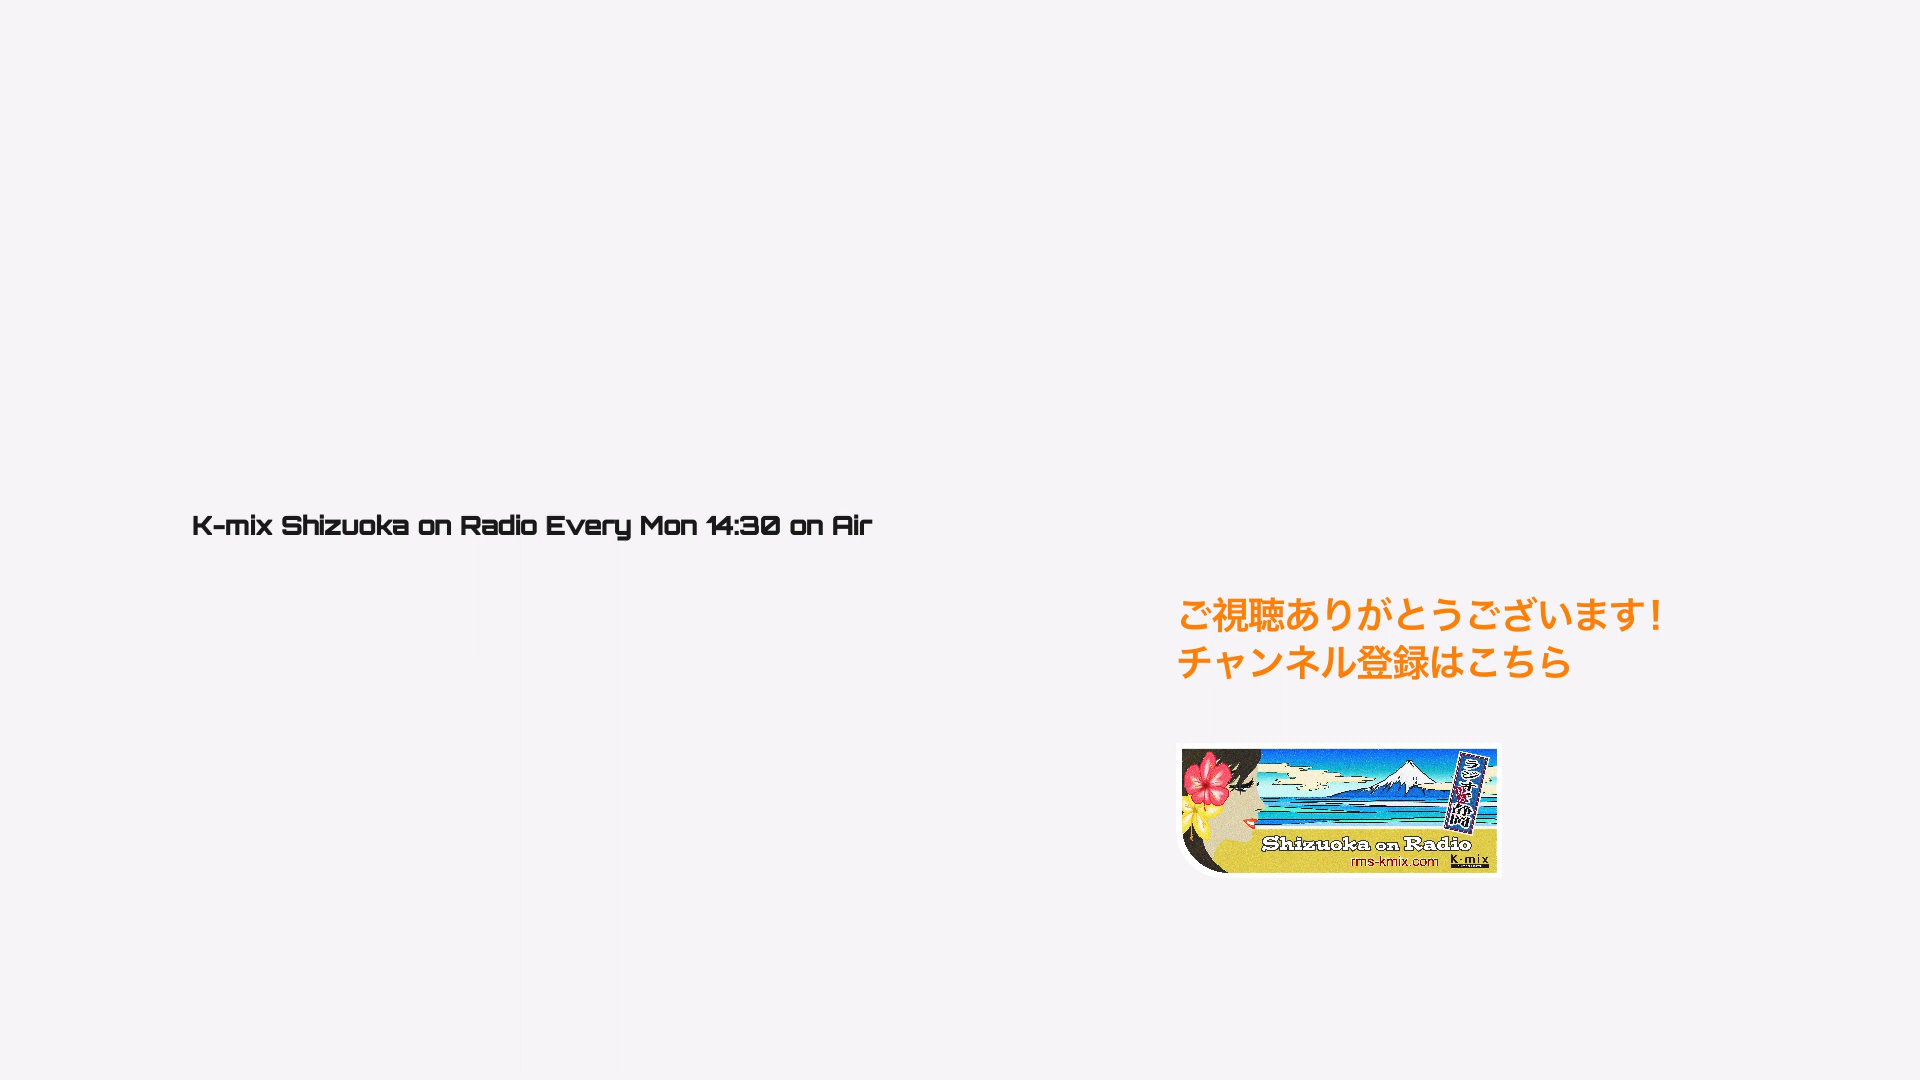 K-mix Shizuoka on Radio Every Mon 14:30 on Air
ご視聴ありがとうございます！
チャンネル登録はこちら
Shizuoka on Radio
rms-kmix.com
K-mix